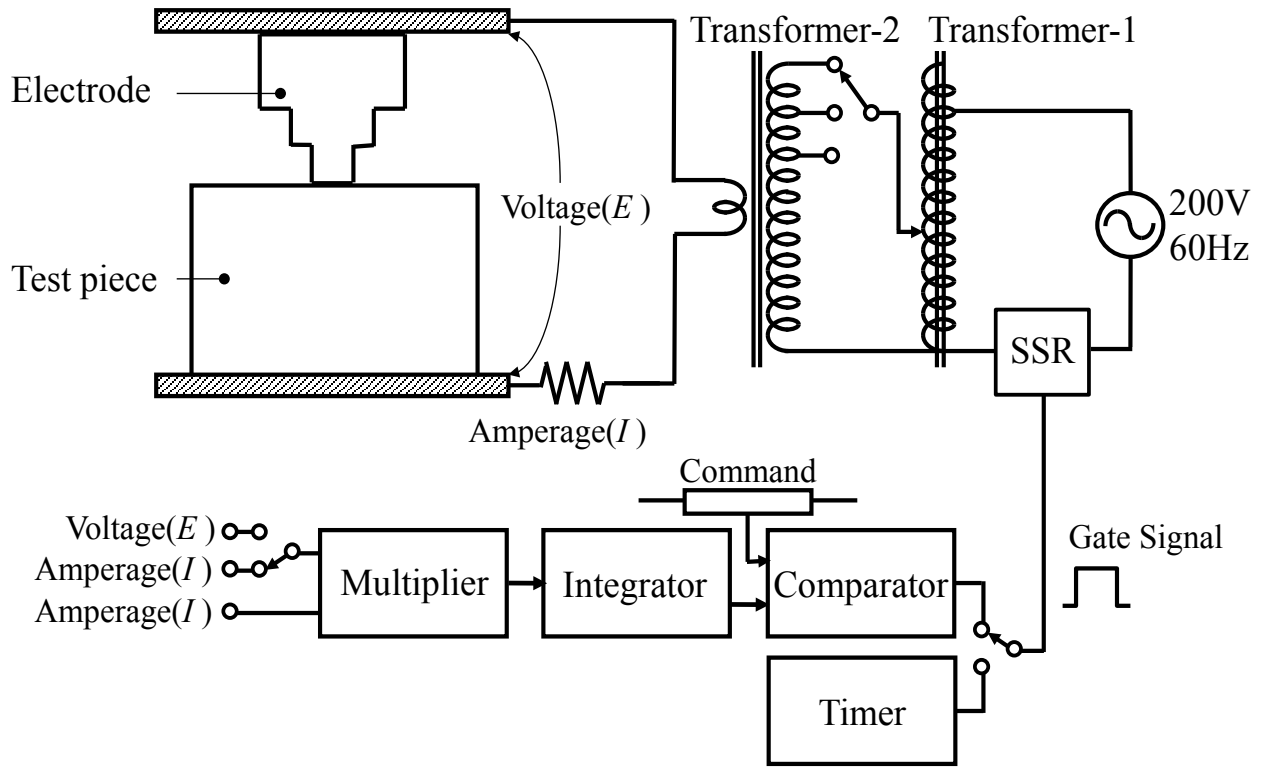 Transformer-2
Transformer-1
Electrode
Voltage(E )
200V
60Hz
Test piece
SSR
Amperage(I )
Command
Voltage(E )
Amperage(I )
Amperage(I )
Multiplier
Integrator
Comparator
Gate Signal
Timer